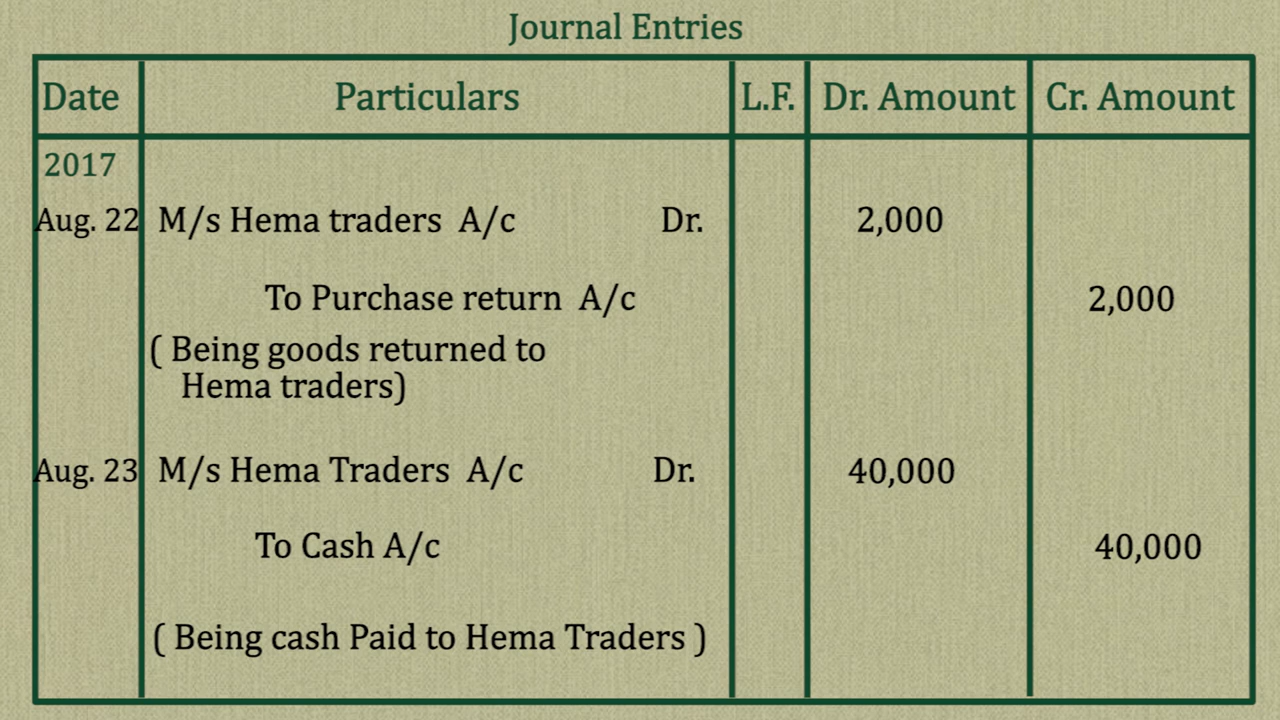 Journal Entries
Date Particulars L.F. Dr. Amount Cr. Amount
2017
Aug. 22 M/s Hema traders A/c Dr. 2,000
To Purchase return A/c 2,000
( Being goods returned to
Hema traders)
Aug. 23 M/s Hema Traders A/c Dr. 40,000
To Cash A/c 40,000
( Being cash Paid to Hema Traders )